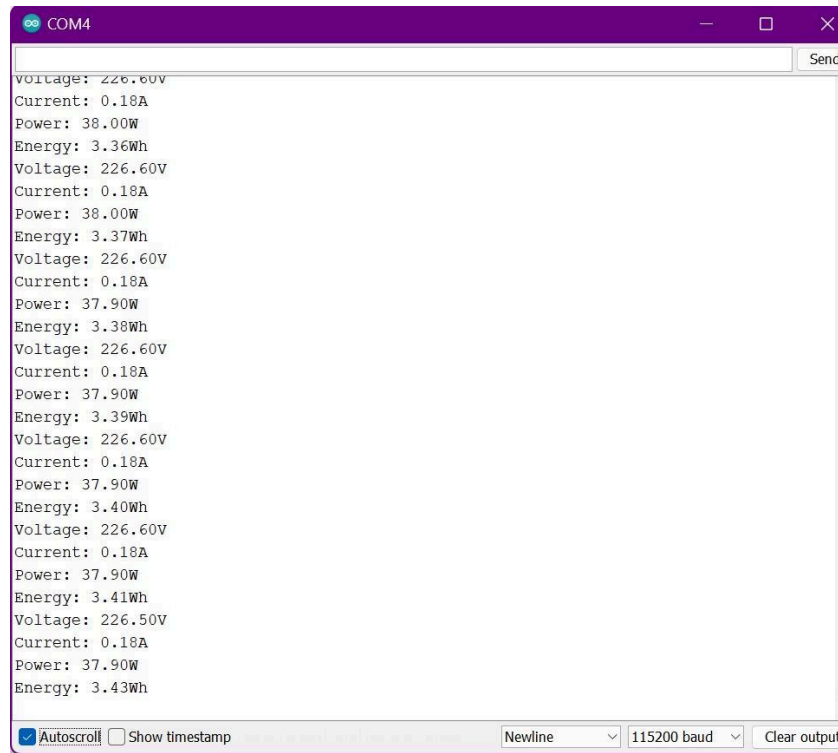 COM4
Send
Voltage: 226.60V
Current: 0.18A
Power: 38.00W
Energy: 3.36Wh
Voltage: 226.60V
Current: 0.18A
Power: 38.00W
Energy: 3.37Wh
Voltage: 226.60V
Current: 0.18A
Power: 37.90W
Energy: 3.38Wh
Voltage: 226.60V
Current: 0.18A
Power: 37.90W
Energy: 3.39Wh
Voltage: 226.60V
Current: 0.18A
Power: 37.90W
Energy: 3.40Wh
Voltage: 226.60V
Current: 0.18A
Power: 37.90W
Energy: 3.41Wh
Voltage: 226.50V
Current: 0.18A
Power: 37.90W
Energy: 3.43Wh
Autoscroll Show timestamp Newline 115200 baud Clear output